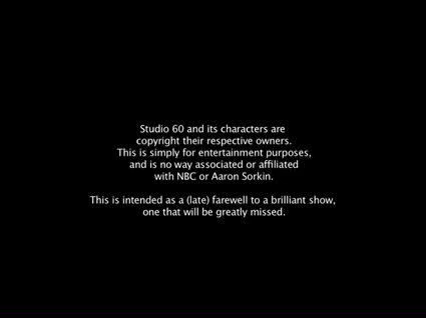 Studio 60 and its characters are
copyright their respective owners.
This is simply for entertainment purposes,
and is no way associated or affiliated
with NBC or Aaron Sorkin.
This is intended as a (late) farewell to a brilliant show,
one that will be greatly missed.